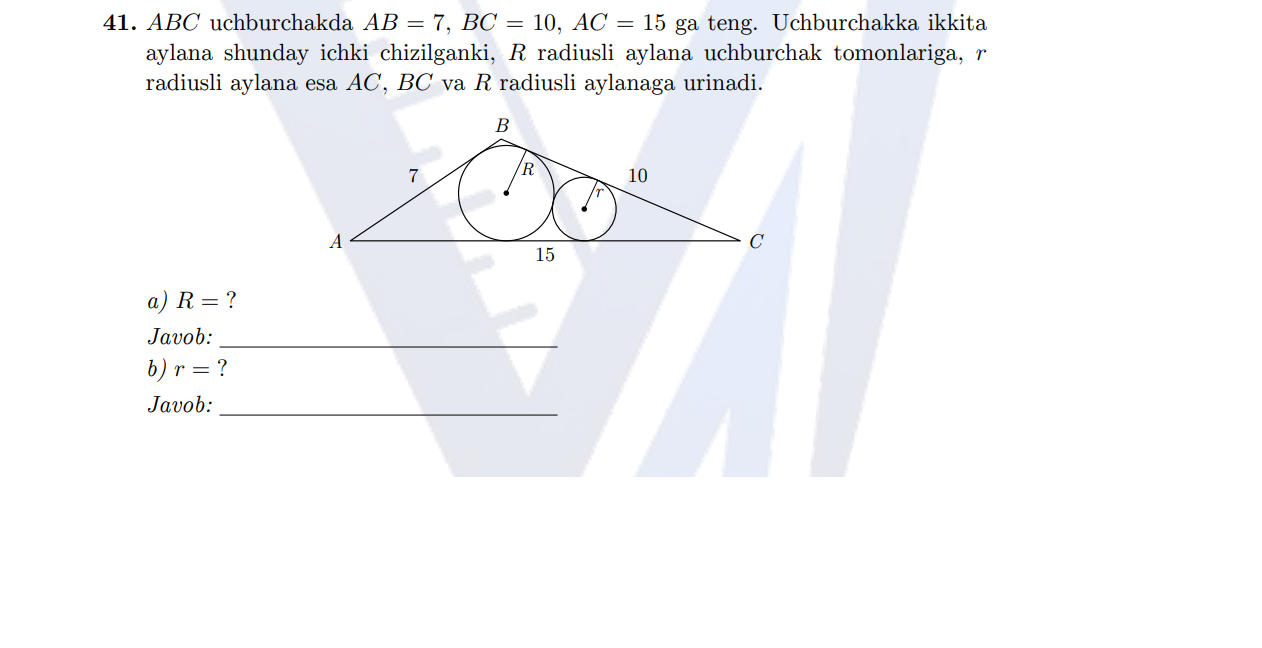 41. ABC uchburchakda AB = 7, BC = 10, AC = 15 ga teng. Uchburchakka ikkita
aylana shunday ichki chizilganki, R radiusli aylana uchburchak tomonlariga, r
radiusli aylana esa AC, BC va R radiusli aylanaga urinadi.
B
7
R
10
r
A
C
15
a) R = ?
Javob:
b) r = ?
Javob: